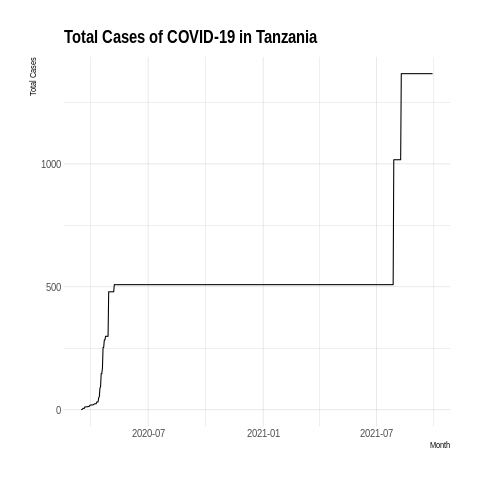 Total Cases of COVID-19 in Tanzania
Total Cases
1000
500
0
2020-07
2021-01
2021-07
Month